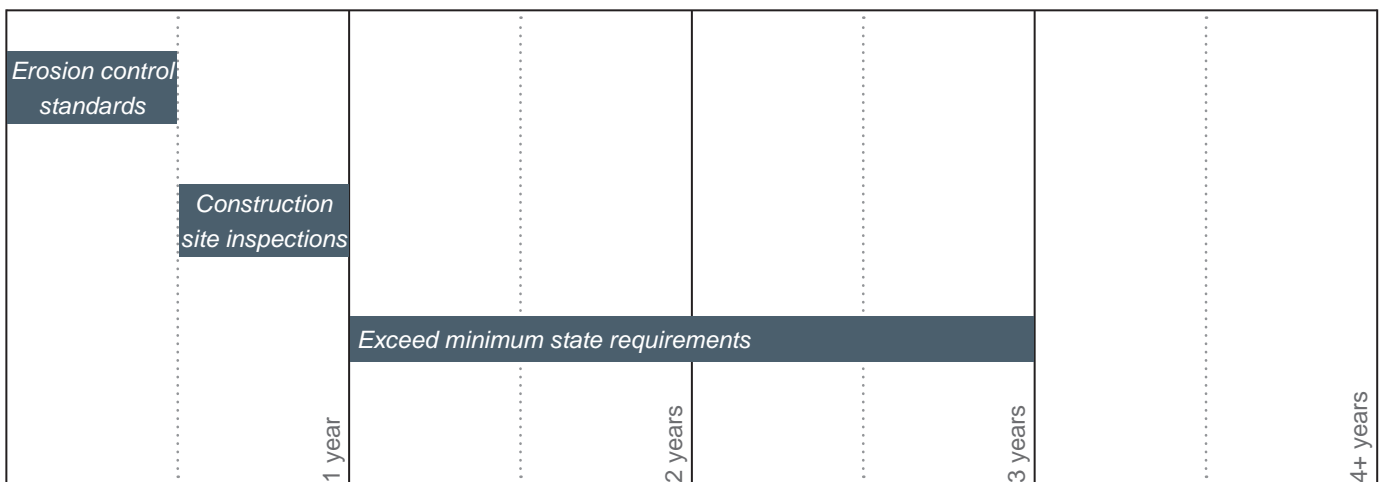 Erosion control
standards
Construction
site inspections
Exceed minimum state requirements
1 year
2 years
3 years
4+ years